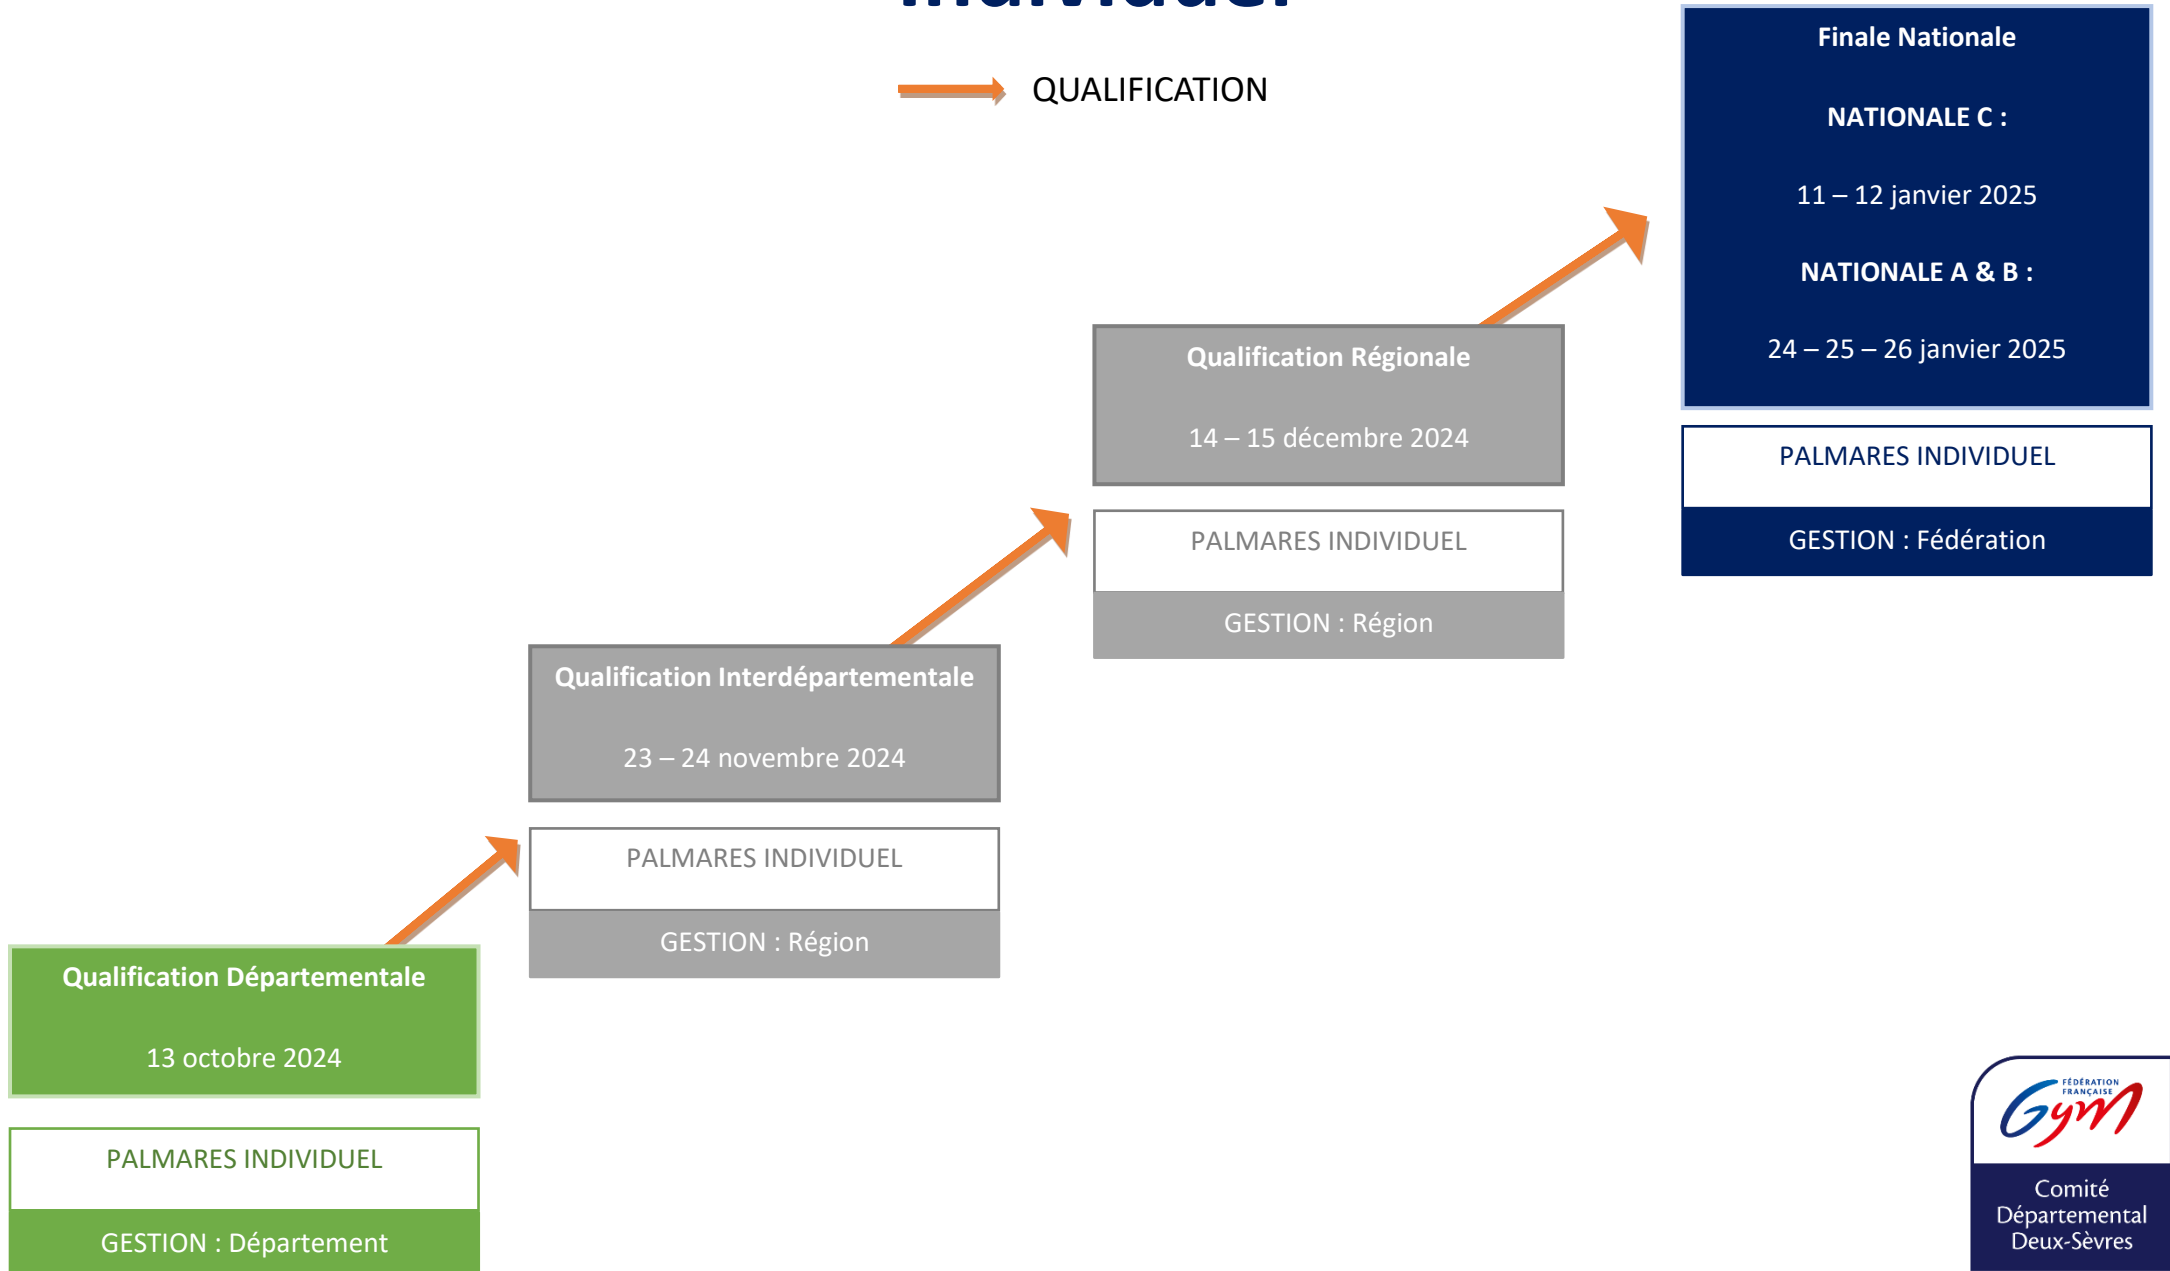 Individuel
QUALIFICATION
Finale Nationale
NATIONALE C :
11 – 12 janvier 2025
NATIONALE A & B :
24 – 25 – 26 janvier 2025
PALMARES INDIVIDUEL
GESTION : Fédération
Qualification Régionale
14 – 15 décembre 2024
PALMARES INDIVIDUEL
GESTION : Région
Qualification Interdépartementale
23 – 24 novembre 2024
PALMARES INDIVIDUEL
GESTION : Région
Qualification Départementale
13 octobre 2024
PALMARES INDIVIDUEL
GESTION : Département
FÉDÉRATION
FRANÇAISE
Gym
Comité
Départemental
Deux-Sèvres